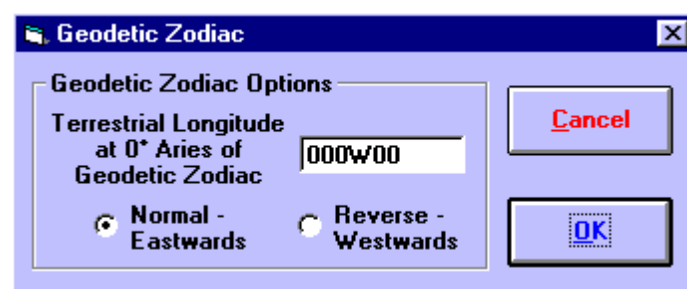 Geodetic Zodiac
Geodetic Zodiac Options
Terrestrial Longitude
at 0* Aries of
Geodetic Zodiac
000W00
Normal -
Eastwards
Reverse -
Westwards
Cancel
OK